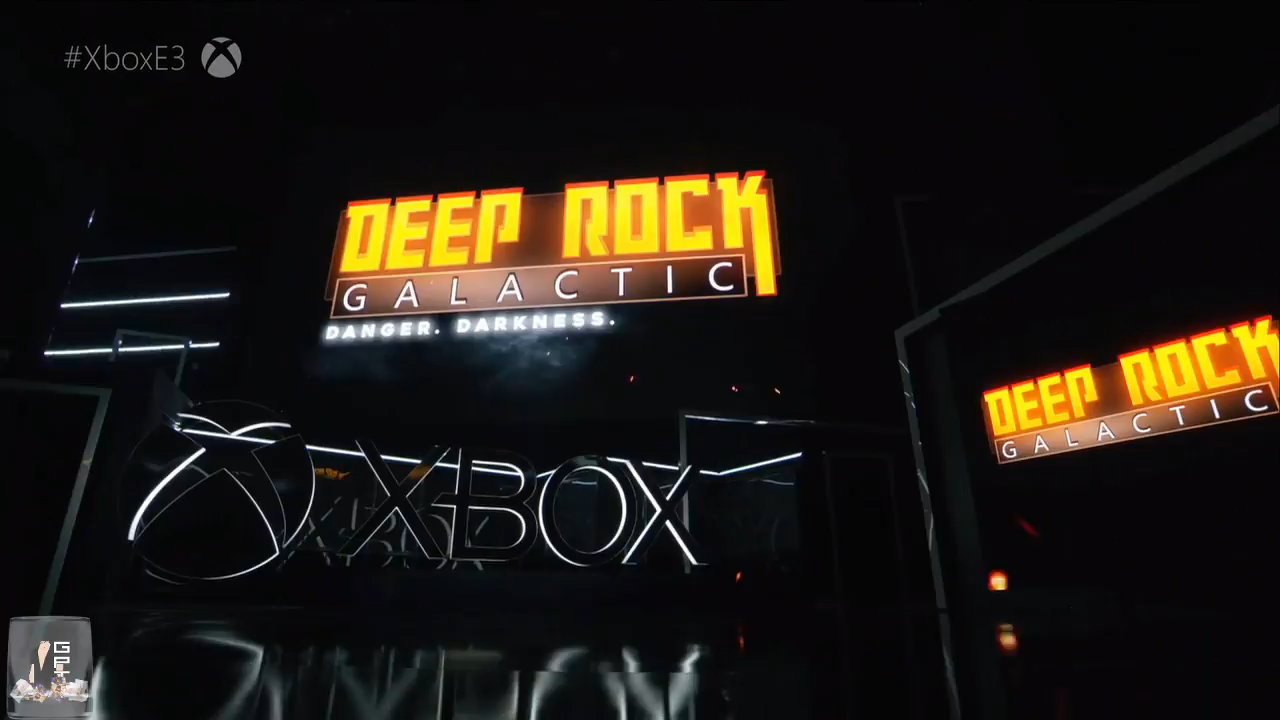 #XboxE3
DEEP ROCK
GALACTIC
DANGER. DARKNESS.
DEEP ROCK
GALACTIC
XBOX